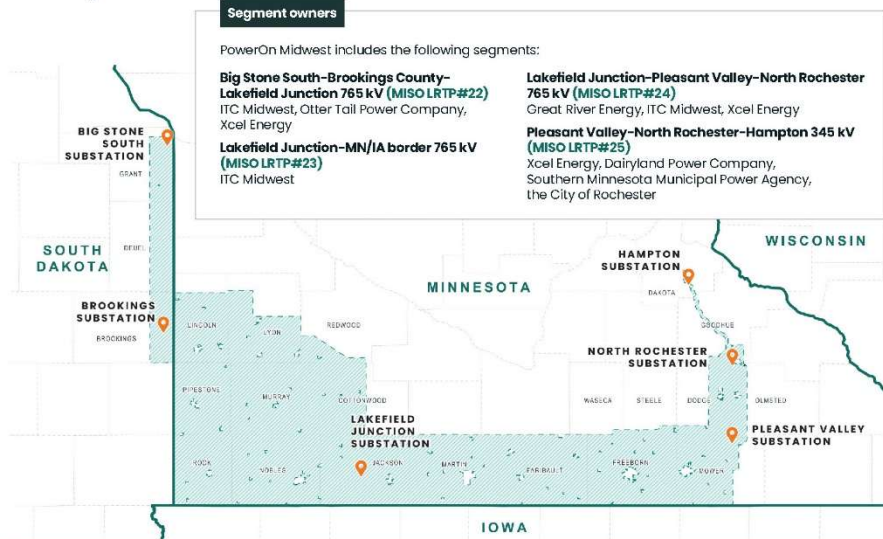 Segment owners
PowerOn Midwest includes the following segments:
Big Stone South-Brookings County-
Lakefield Junction 765 kV (MISO LRTP#22)
ITC Midwest, Otter Tail Power Company,
Xcel Energy
Lakefield Junction-MN/IA border 765 kV
(MISO LRTP#23)
ITC Midwest
Lakefield Junction-Pleasant Valley-North Rochester
765 kV (MISO LRTP#24)
Great River Energy, ITC Midwest, Xcel Energy
Pleasant Valley-North Rochester-Hampton 345 kV
(MISO LRTP#25)
Xcel Energy, Dairyland Power Company,
Southern Minnesota Municipal Power Agency,
the City of Rochester
BIG STONE
SOUTH
SUBSTATION
GRANT
SOUTH
DAKOTA
DEUEL
BROOKINGS
SUBSTATION
BROOKINGS
MINNESOTA
WISCONSIN
HAMPTON
SUBSTATION
DAKOTA
GOODHUE
LINCOLN
LYON
REDWOOD
NORTH ROCHESTER
SUBSTATION
PIPESTONE
MURRAY
COTTONWOOD
WASECA
STEELE
DODGE
OLMSTED
LAKEFIELD
JUNCTION
SUBSTATION
PLEASANT VALLEY
SUBSTATION
ROCK
NOBLES
JACKSON
MARTIN
FARIBAULT
FREEBORN
MOWER
IOWA